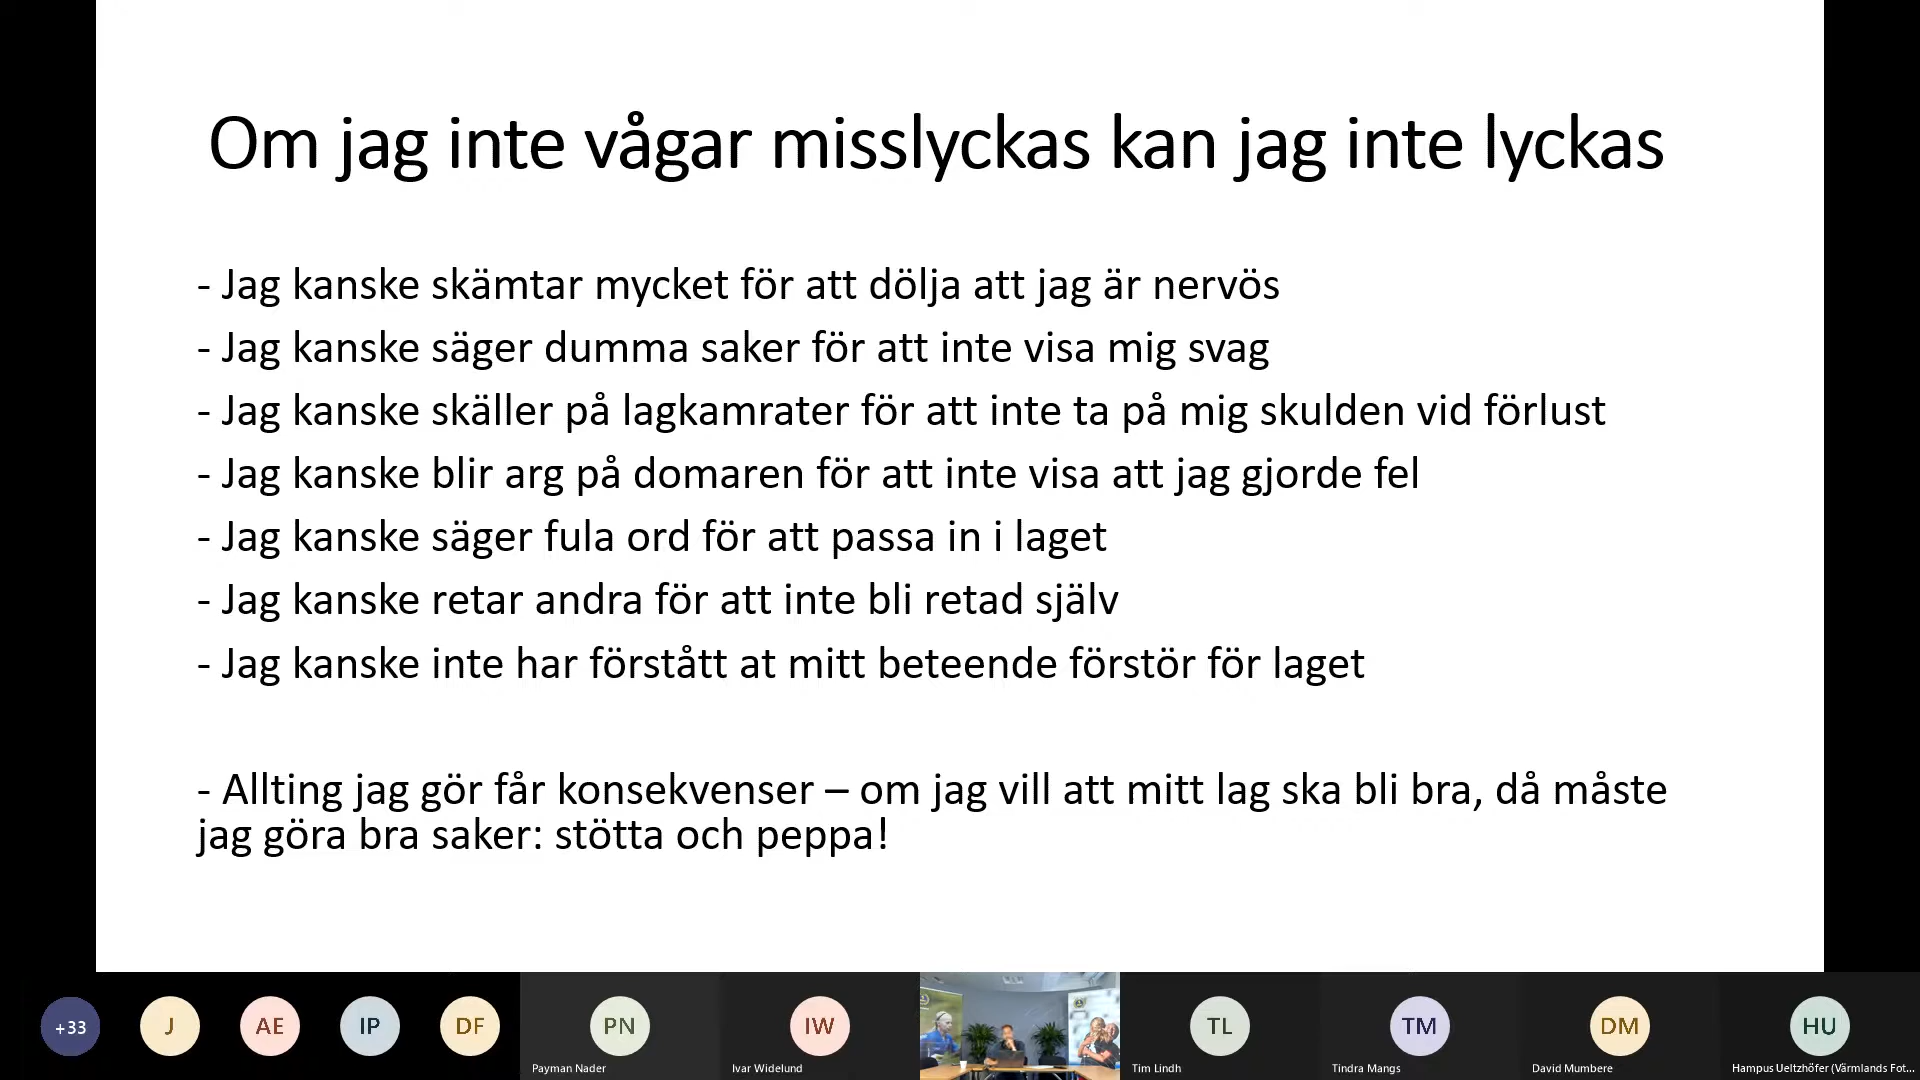 Om jag inte vågar misslyckas kan jag inte lyckas
- Jag kanske skämtar mycket för att dölja att jag är nervös
- Jag kanske säger dumma saker för att inte visa mig svag
- Jag kanske skäller på lagkamrater för att inte ta på mig skulden vid förlust
- Jag kanske blir arg på domaren för att inte visa att jag gjorde fel
- Jag kanske säger fula ord för att passa in i laget
- Jag kanske retar andra för att inte bli retad själv
- Jag kanske inte har förstått at mitt beteende förstör för laget
- Allting jag gör får konsekvenser – om jag vill att mitt lag ska bli bra, då måste
jag göra bra saker: stötta och peppa!
+33
J
AE
IP
DF
PN
IW
TL
TM
DM
HU
Payman Nader
Ivar Widelund
Tim Lindh
Tindra Mangs
David Mumbere
Hampus Ueltzhöfer (Värmlands Fot...